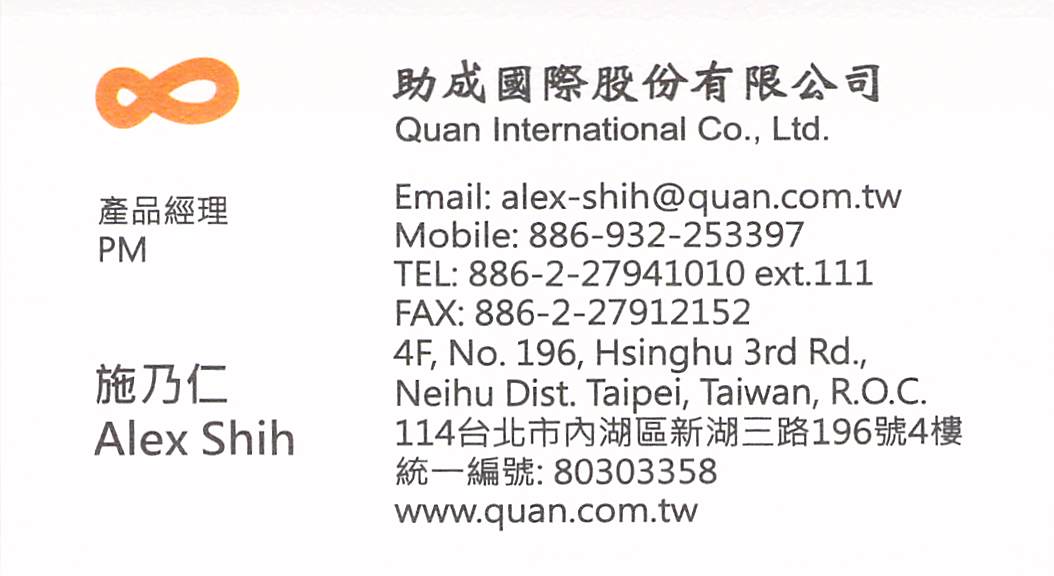 助成國際股份有限公司
Quan International Co., Ltd.
產品經理
PM
施乃仁
Alex Shih
Email: alex-shih@quan.com.tw
Mobile: 886-932-253397
TEL: 886-2-27941010 ext.111
FAX: 886-2-27912152
4F, No. 196, Hsinghu 3rd Rd.,
Neihu Dist. Taipei, Taiwan, R.O.C.
114台北市內湖區新湖三路196號4樓
統一編號: 80303358
www.quan.com.tw